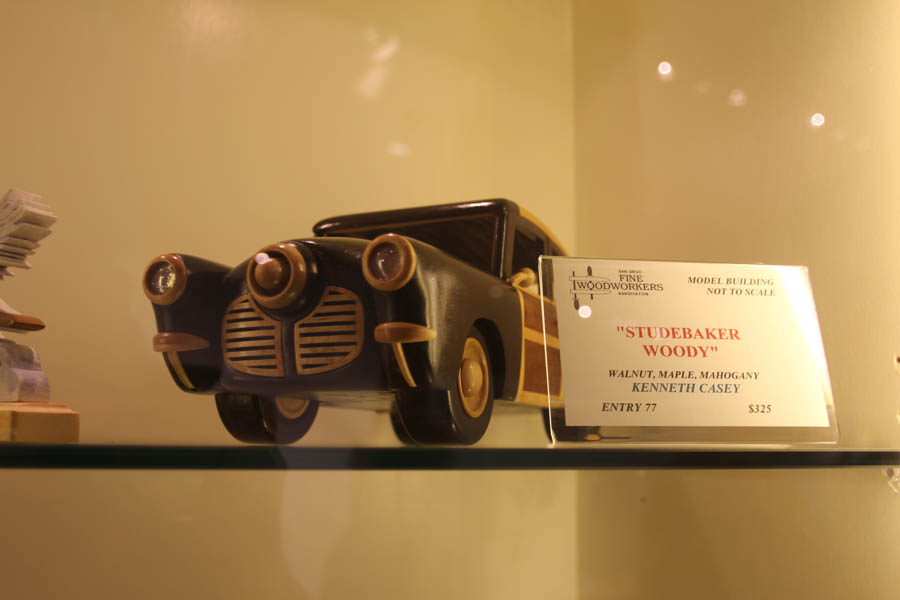 SAN DIEGO
FINE
WOODWORKERS
ASSOCIATION
MODEL BUILDING
NOT TO SCALE
"STUDEBAKER
WOODY"
WALNUT, MAPLE, MAHOGANY
KENNETH CASEY
ENTRY 77 $325